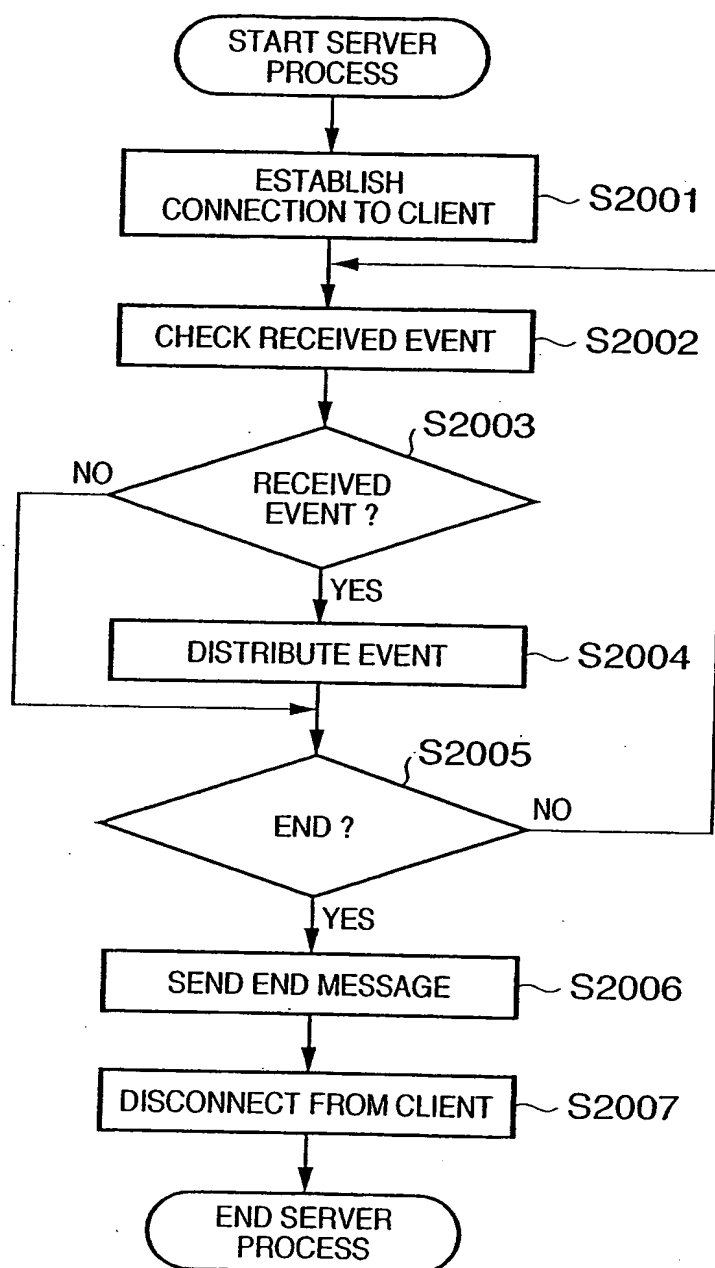 START SERVER
PROCESS
ESTABLISH
CONNECTION TO CLIENT
S2001
CHECK RECEIVED EVENT
S2002
S2003
NO
RECEIVED
EVENT ?
YES
DISTRIBUTE EVENT
S2004
S2005
END ?
NO
YES
SEND END MESSAGE
S2006
DISCONNECT FROM CLIENT
S2007
END SERVER
PROCESS